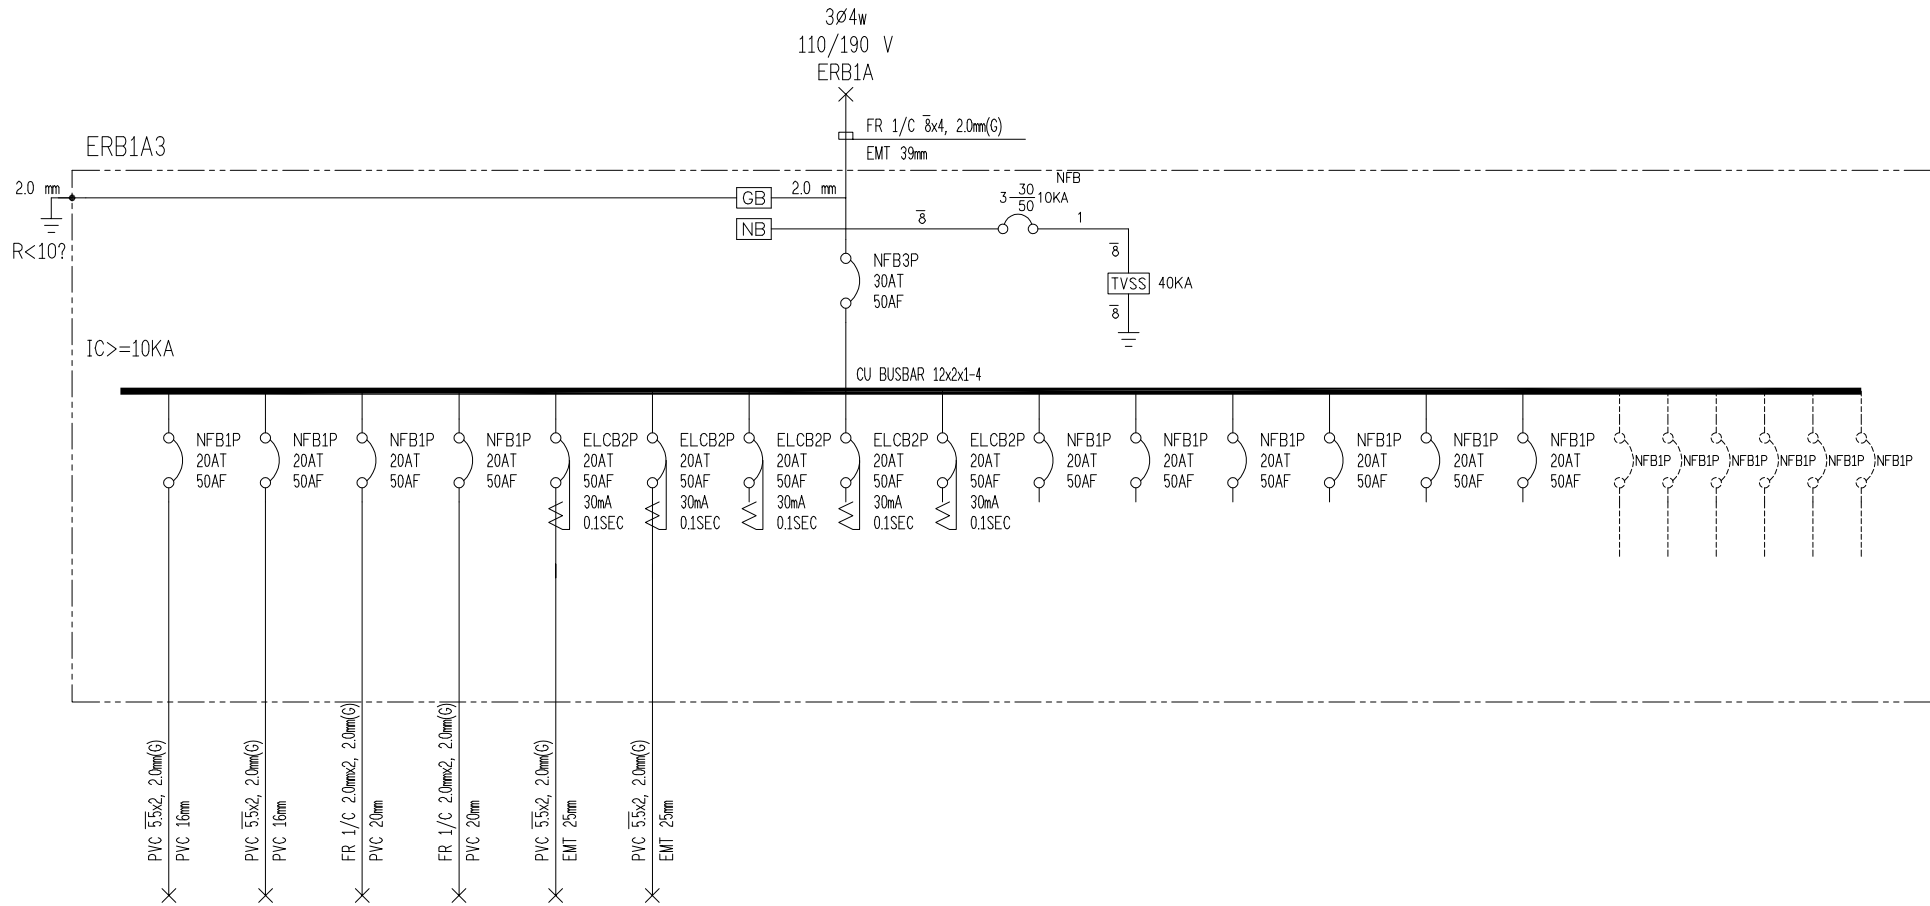 3Ø4w
110/190 V
ERB1A
FR 1/C 8x4, 2.0mm(G)
EMT 39mm
ERB1A3
2.0 mm
GB
2.0 mm
NFB
3 30 10KA
50
8
1
NB
R<10?
8
NFB3P
30AT
50AF
TVSS 40KA
8
IC>=10KA
CU BUSBAR 12x2x1-4
NFB1P
20AT
50AF
NFB1P
20AT
50AF
NFB1P
20AT
50AF
NFB1P
20AT
50AF
ELCB2P
20AT
50AF
30mA
0.1SEC
ELCB2P
20AT
50AF
30mA
0.1SEC
ELCB2P
20AT
50AF
30mA
0.1SEC
ELCB2P
20AT
50AF
30mA
0.1SEC
ELCB2P
20AT
50AF
30mA
0.1SEC
NFB1P
20AT
50AF
NFB1P
20AT
50AF
NFB1P
20AT
50AF
NFB1P
20AT
50AF
NFB1P
20AT
50AF
NFB1P
20AT
50AF
NFB1P
NFB1P
NFB1P
NFB1P
NFB1P
NFB1P
PVC 5.5x2, 2.0mm(G)
PVC 16mm
PVC 5.5x2, 2.0mm(G)
PVC 16mm
FR 1/C 2.0mmx2, 2.0mm(G)
PVC 20mm
FR 1/C 2.0mmx2, 2.0mm(G)
PVC 20mm
PVC 5.5x2, 2.0mm(G)
EMT 25mm
PVC 5.5x2, 2.0mm(G)
EMT 25mm